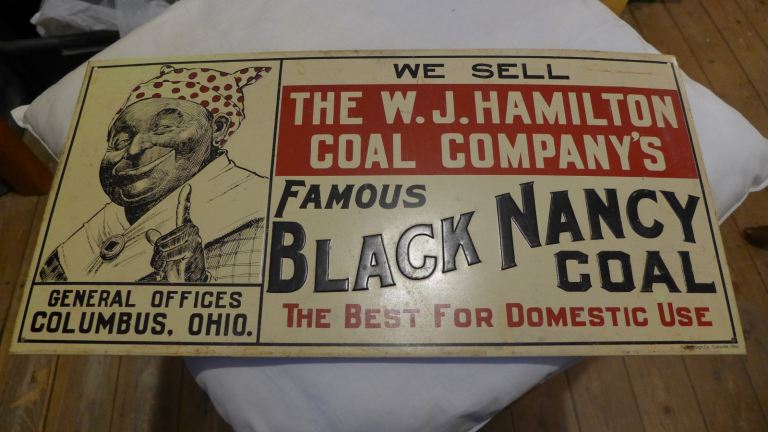 WE SELL
THE W.J. HAMILTON
COAL COMPANY'S
FAMOUS
BLACK NANCY
COAL
THE BEST FOR DOMESTIC USE
GENERAL OFFICES
COLUMBUS, OHIO.